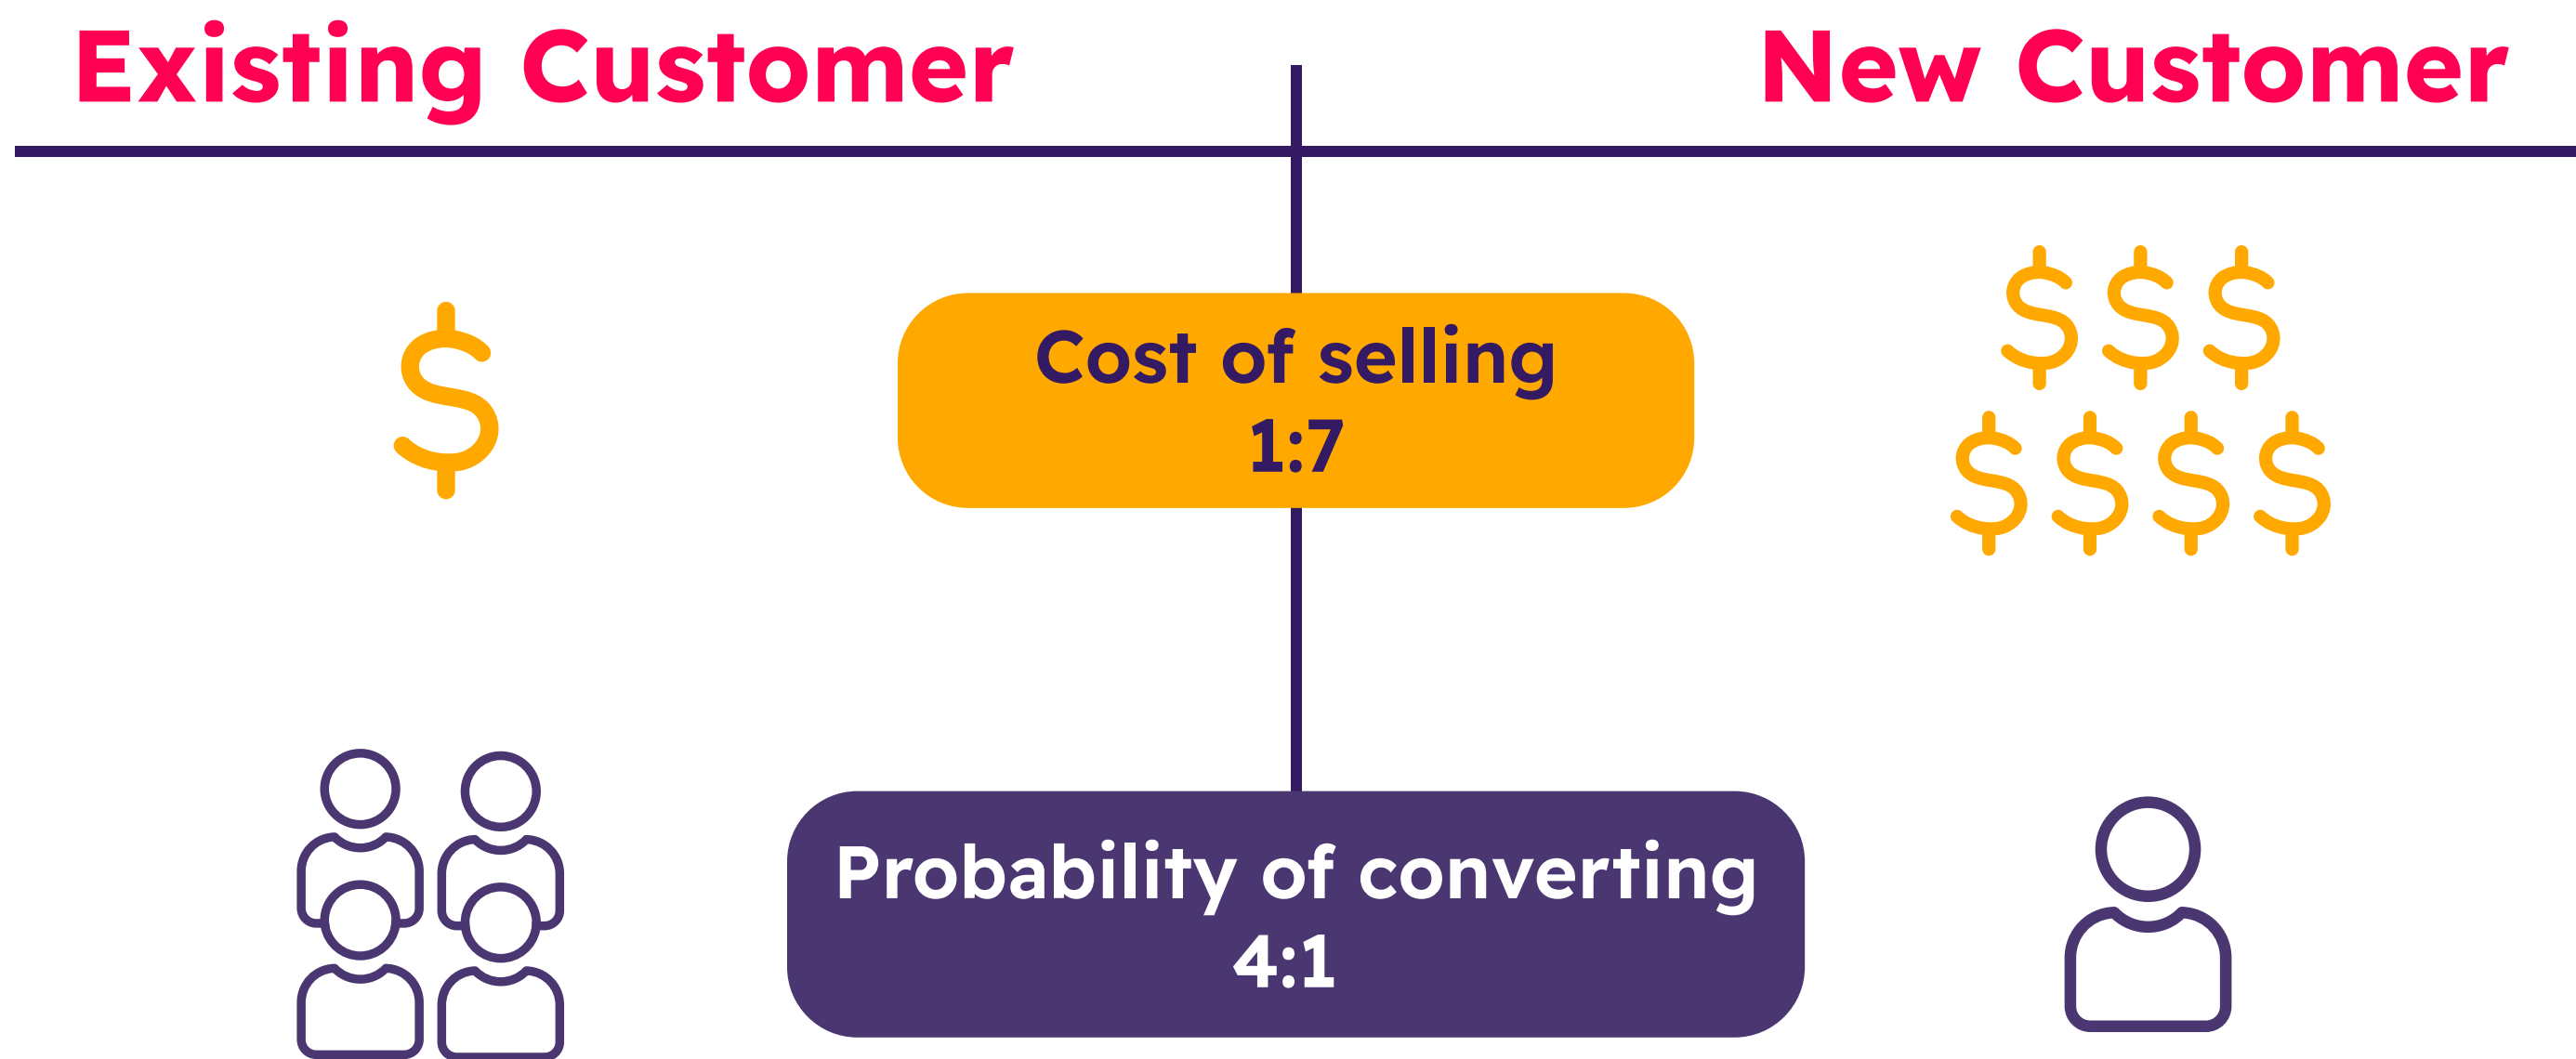 Existing Customer
New Customer
Cost of selling
1:7
Probability of converting
4:1